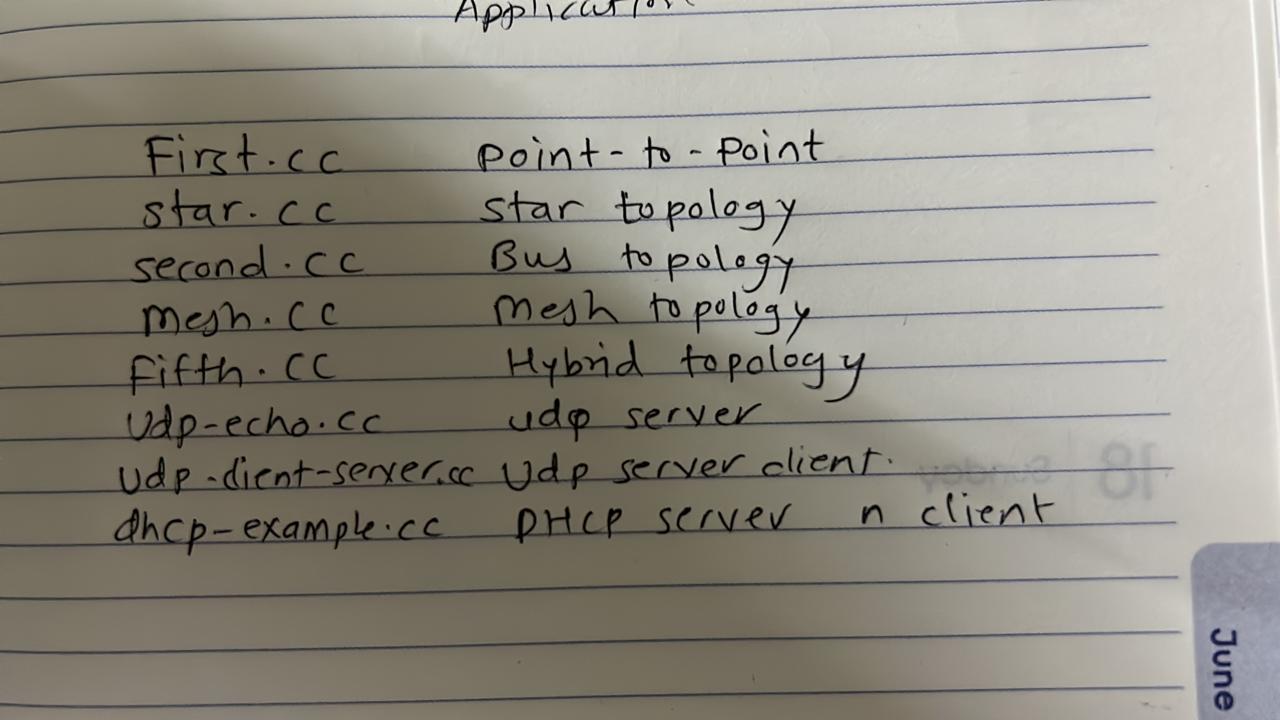 Application
First.cc point-to-point
star.cc star topology
second.cc Bus topology
mesh.cc Mesh topology
Fifth.cc Hybrid topology
Udp-echo.cc udp server
Udp-client-server.cc Udp server client.
dhcp-example.cc DHCP server n client
18 Sunday
June